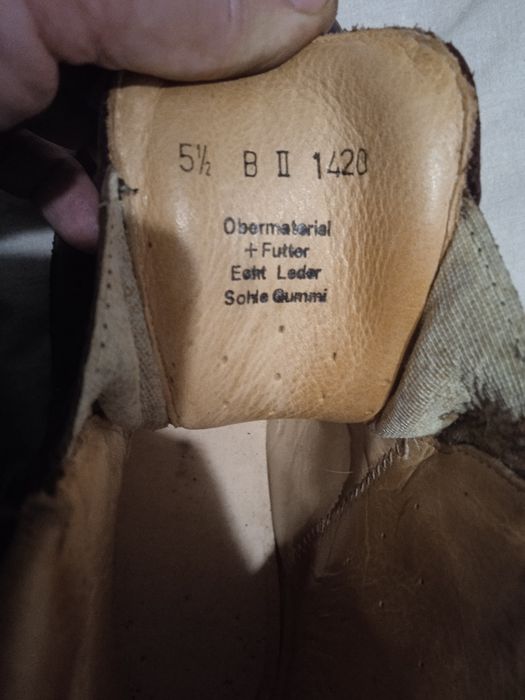 5½ B II 1420
Obermaterial
+ Futter
Echt Leder
Sohle Gummi